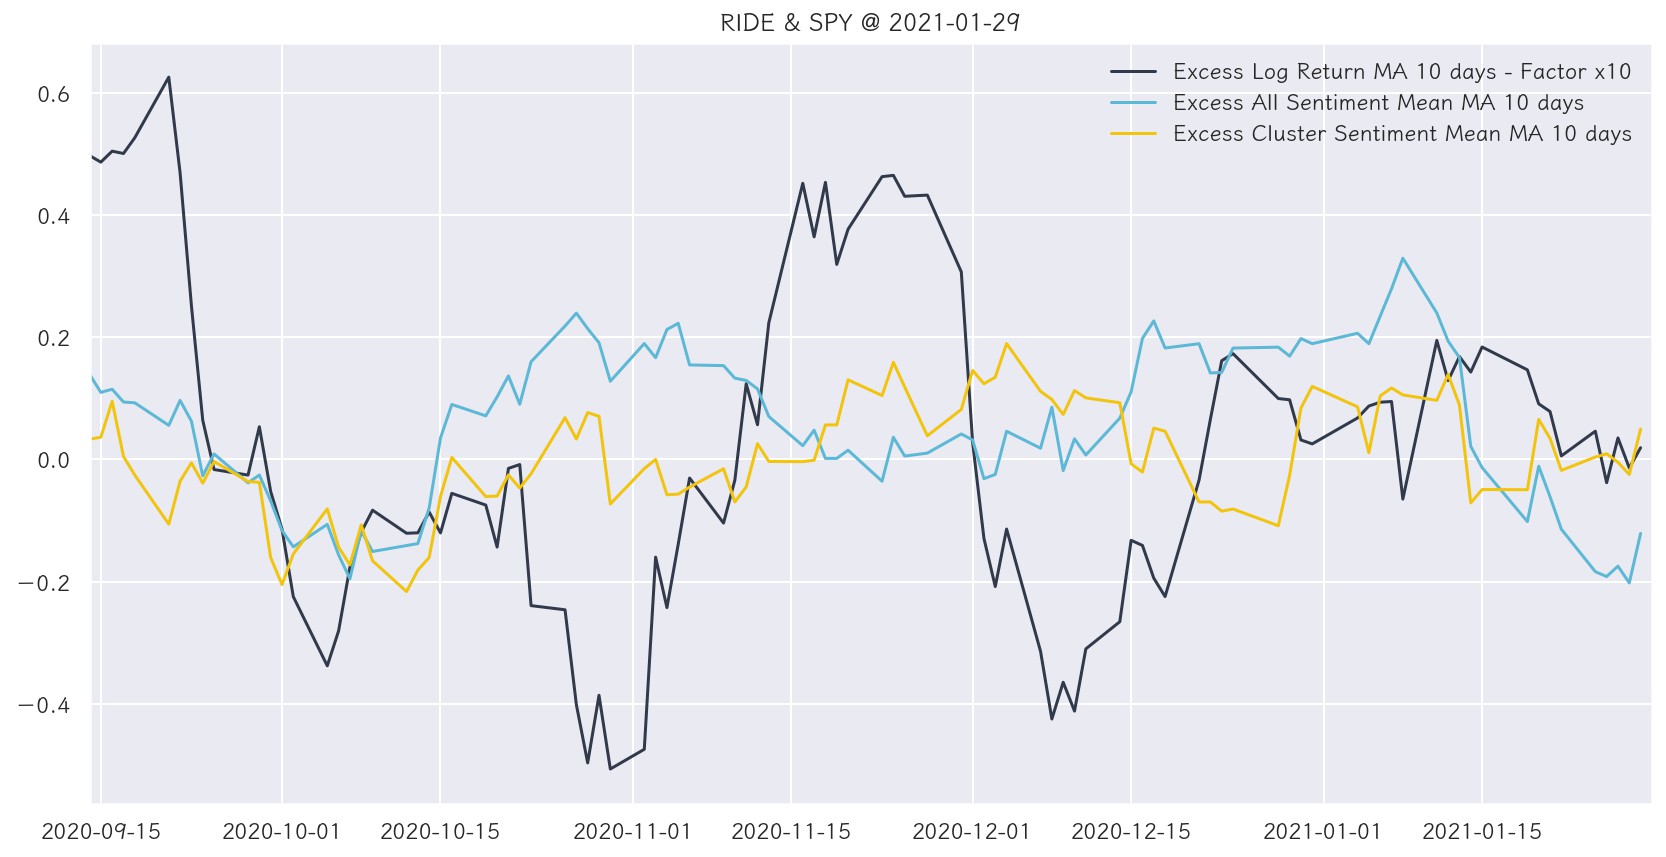 RIDE & SPY @ 2021-01-29
Excess Log Return MA 10 days - Factor x10
Excess All Sentiment Mean MA 10 days
Excess Cluster Sentiment Mean MA 10 days
0.6
0.4
0.2
0.0
−0.2
−0.4
2020-09-15 2020-10-01 2020-10-15 2020-11-01 2020-11-15 2020-12-01 2020-12-15 2021-01-01 2021-01-15